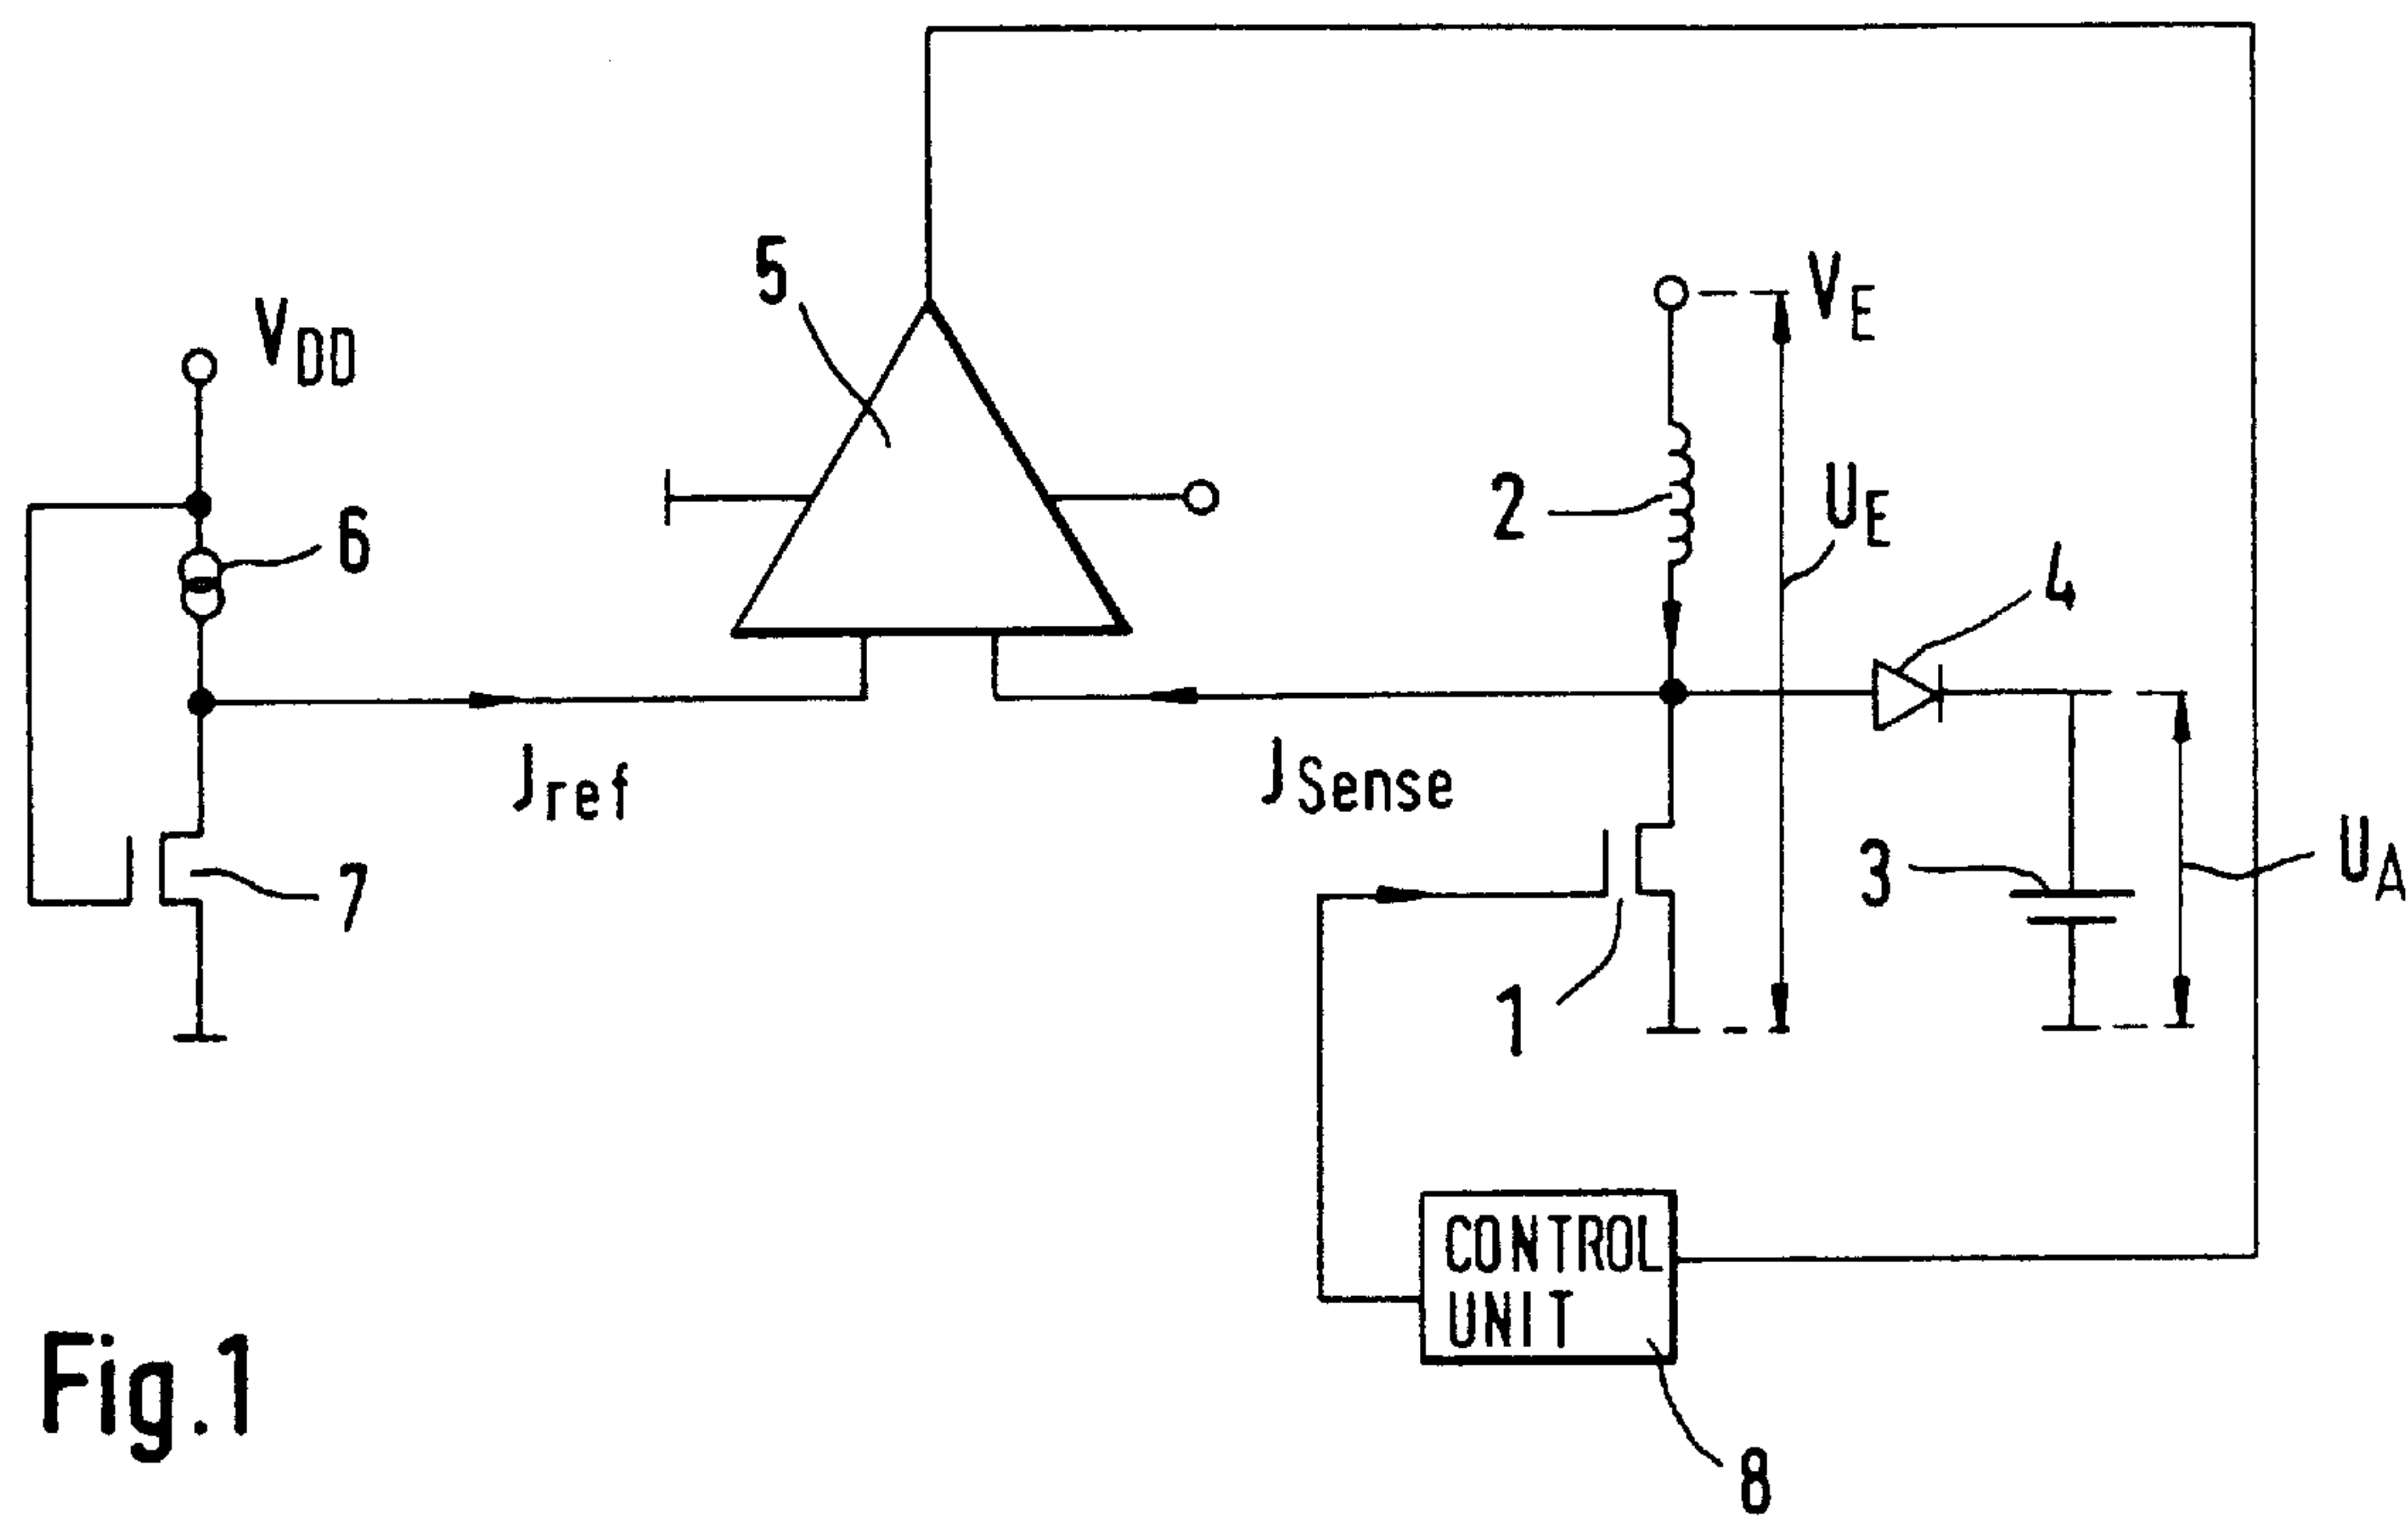 5
V_E
V_DD
2
U_E
6
4
J_ref
J_Sense
3
U_A
7
1
CONTROL
UNIT
Fig.1
8